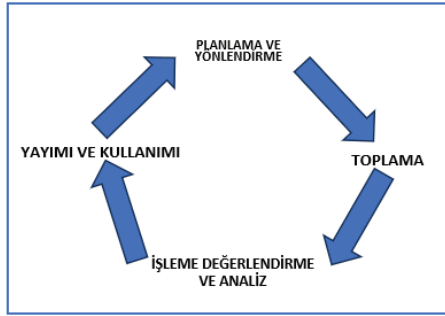 PLANLAMA VE
YÖNLENDİRME
TOPLAMA
İŞLEME DEĞERLENDİRME
VE ANALİZ
YAYIMI VE KULLANIMI